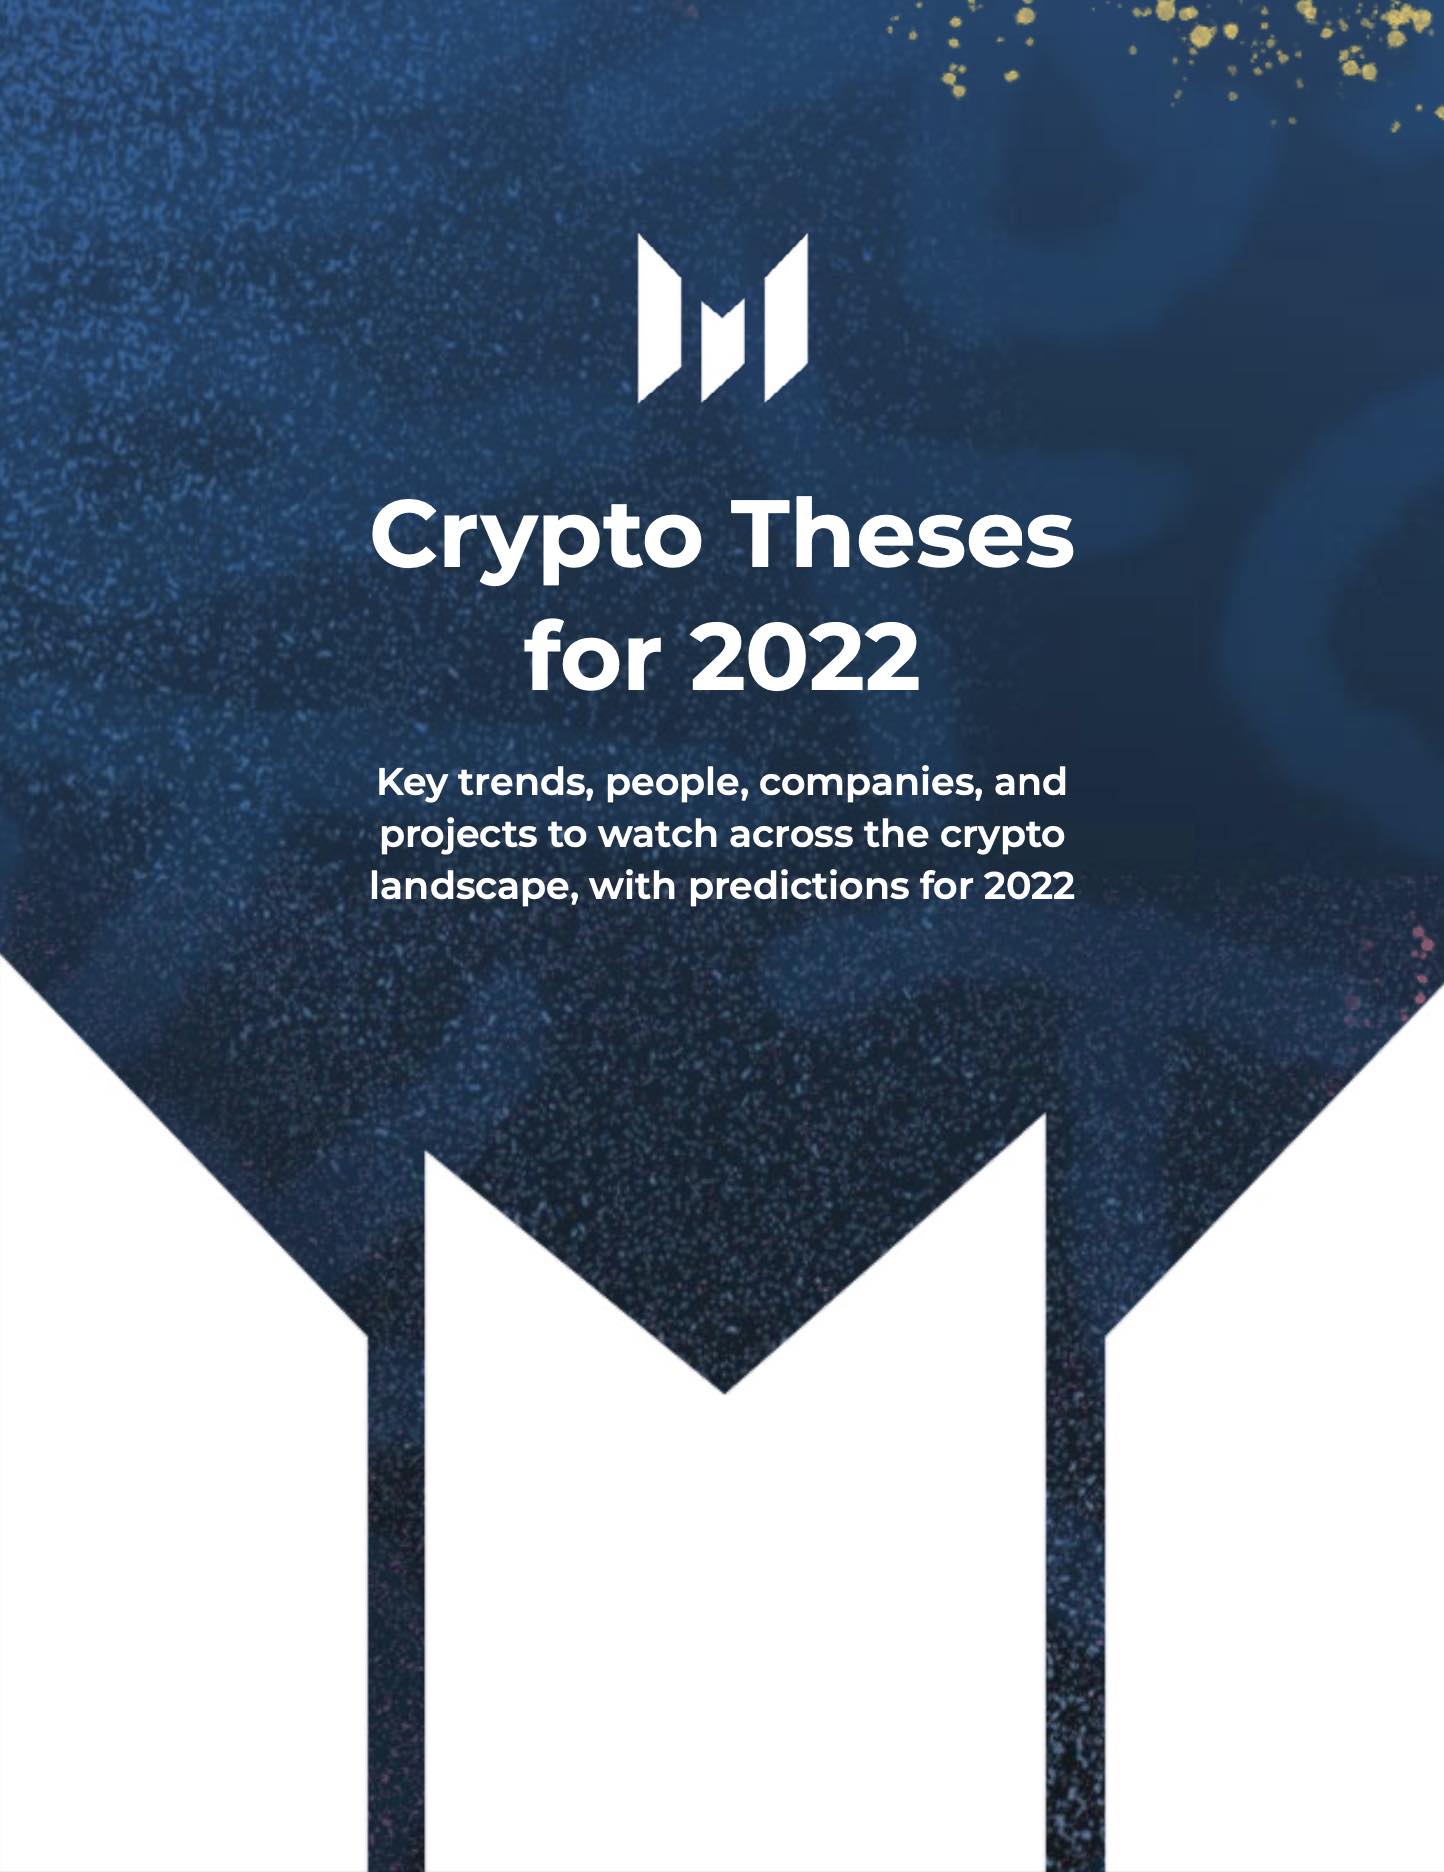 Crypto Theses
for 2022
Key trends, people, companies, and
projects to watch across the crypto
landscape, with predictions for 2022